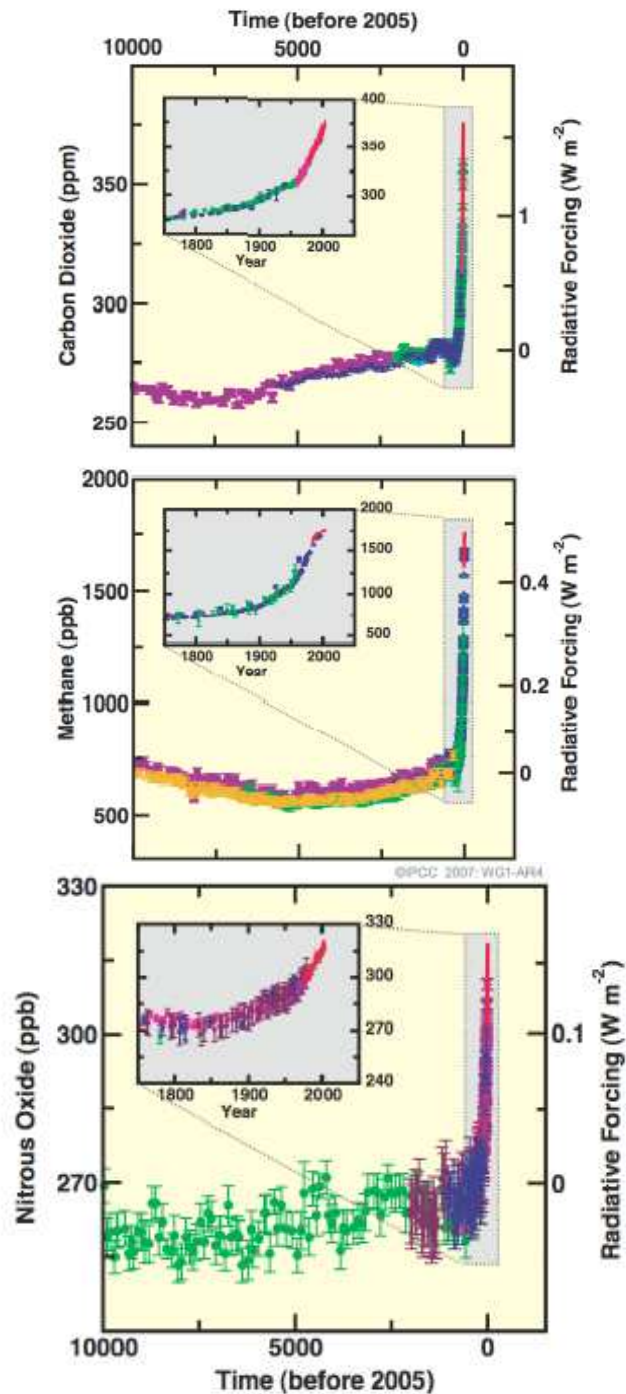 Time (before 2005)
10000 5000 0
Carbon Dioxide (ppm)
350
300
250
400
300
1800 1900 2000
Year
1
0
Radiative Forcing (W m-2)
Methane (ppb)
2000
1500
1000
500
2000
1500
1000
500
1800 1900 2000
Year
0.4
0.2
0
Radiative Forcing (W m-2)
©IPCC 2007: WG1-AR4
Nitrous Oxide (ppb)
330
300
270
330
300
270
240
1800 1900 2000
Year
0.1
0
Radiative Forcing (W m-2)
10000 5000 0
Time (before 2005)